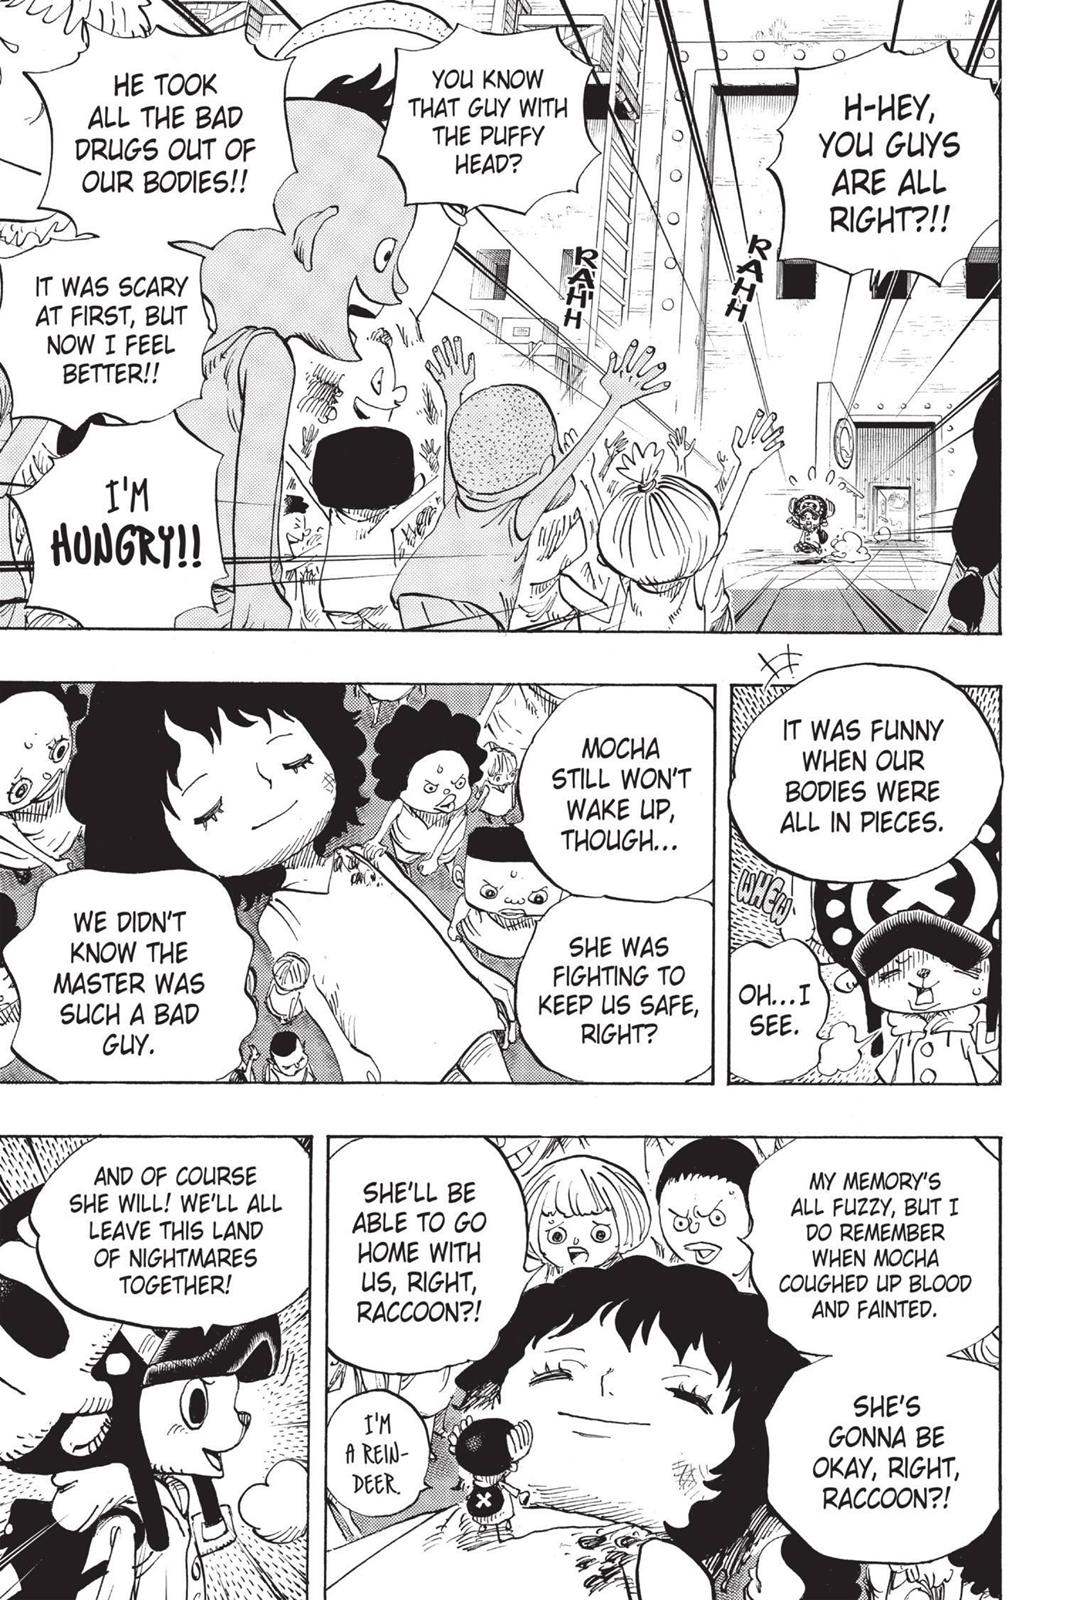 H-HEY,
YOU GUYS
ARE ALL
RIGHT?!!
YOU KNOW
THAT GUY WITH
THE PUFFY
HEAD?
HE TOOK
ALL THE BAD
DRUGS OUT OF
OUR BODIES!!
IT WAS SCARY
AT FIRST, BUT
NOW I FEEL
BETTER!!
I'M
HUNGRY!!
RAHH
RAHH
IT WAS FUNNY
WHEN OUR
BODIES WERE
ALL IN PIECES.
WHEW
OH...I
SEE.
MOCHA
STILL WON'T
WAKE UP,
THOUGH...
SHE WAS
FIGHTING TO
KEEP US SAFE,
RIGHT?
WE DIDN'T
KNOW THE
MASTER WAS
SUCH A BAD
GUY.
MY MEMORY'S
ALL FUZZY, BUT I
DO REMEMBER
WHEN MOCHA
COUGHED UP BLOOD
AND FAINTED.
SHE'S
GONNA BE
OKAY, RIGHT,
RACCOON?!
SHE'LL BE
ABLE TO GO
HOME WITH
US, RIGHT,
RACCOON?!
I'M
A REIN-
DEER.
AND OF COURSE
SHE WILL! WE'LL ALL
LEAVE THIS LAND
OF NIGHTMARES
TOGETHER!